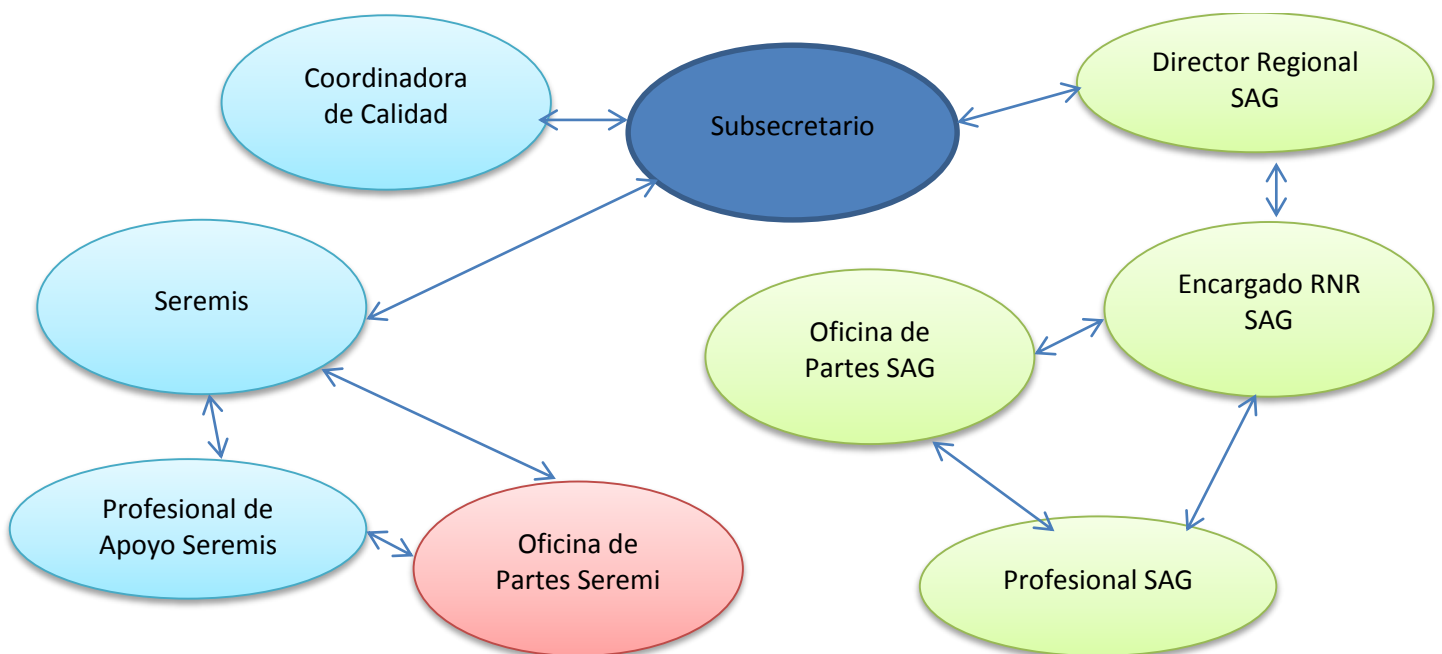 Coordinadora
de Calidad
Subsecretario
Director Regional
SAG
Seremis
Oficina de
Partes SAG
Encargado RNR
SAG
Profesional de
Apoyo Seremis
Oficina de
Partes Seremi
Profesional SAG